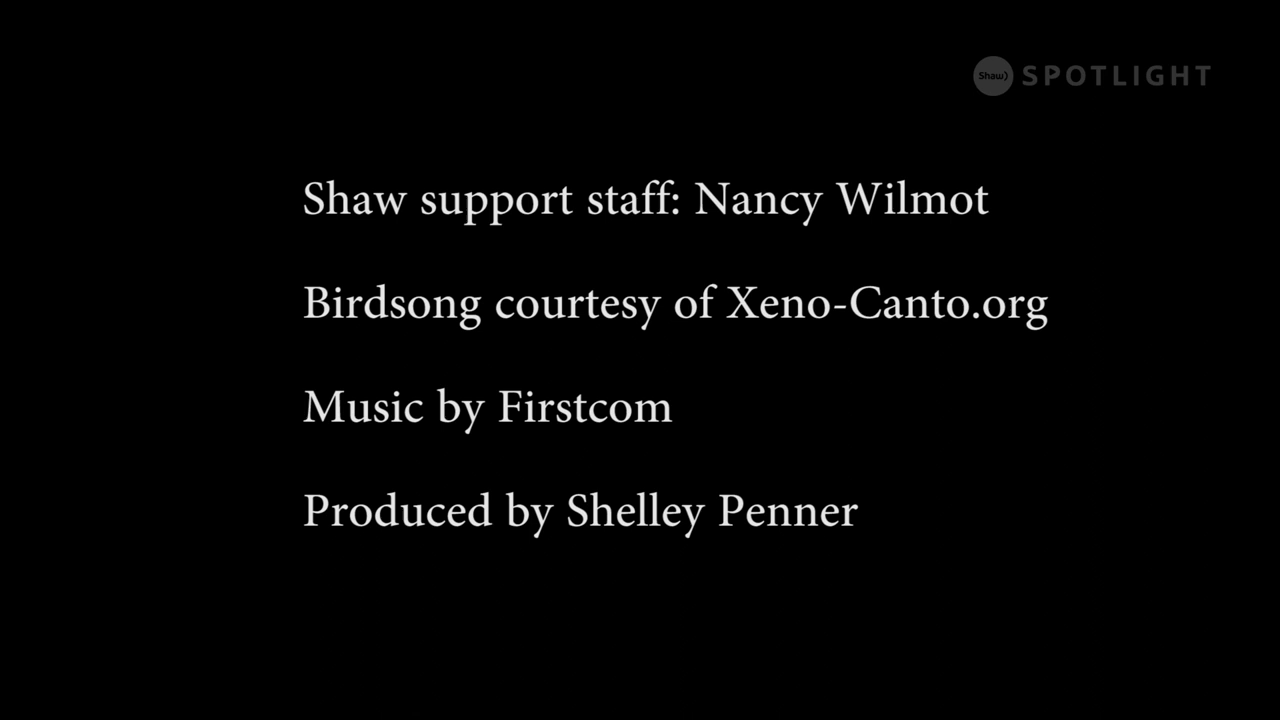 Shaw) SPOTLIGHT
Shaw support staff: Nancy Wilmot
Birdsong courtesy of Xeno-Canto.org
Music by Firstcom
Produced by Shelley Penner